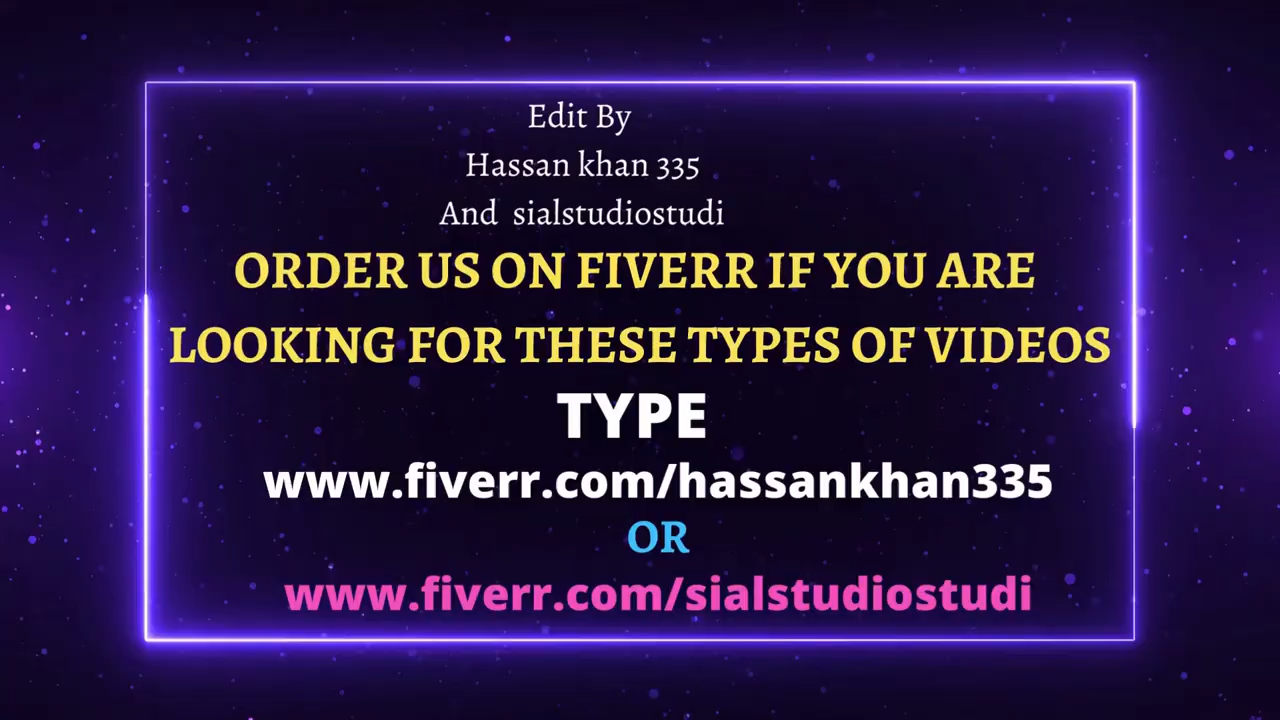 Edit By
Hassan khan 335
And sialstudiostudi
ORDER US ON FIVERR IF YOU ARE
LOOKING FOR THESE TYPES OF VIDEOS
TYPE
www.fiverr.com/hassankhan335
OR
www.fiverr.com/sialstudiostudi